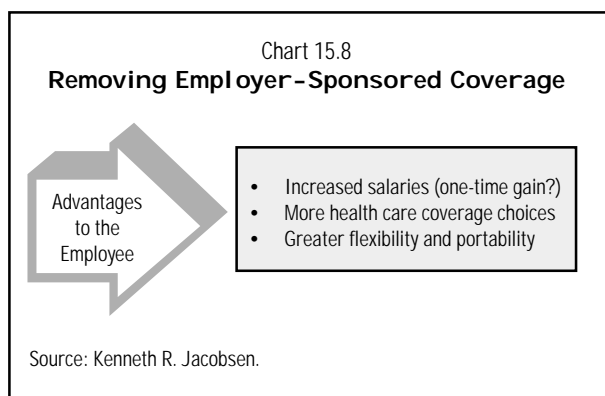 Chart 15.8
Removing Employer-Sponsored Coverage
Advantages
to the
Employee
• Increased salaries (one-time gain?)
• More health care coverage choices
• Greater flexibility and portability
Source: Kenneth R. Jacobsen.